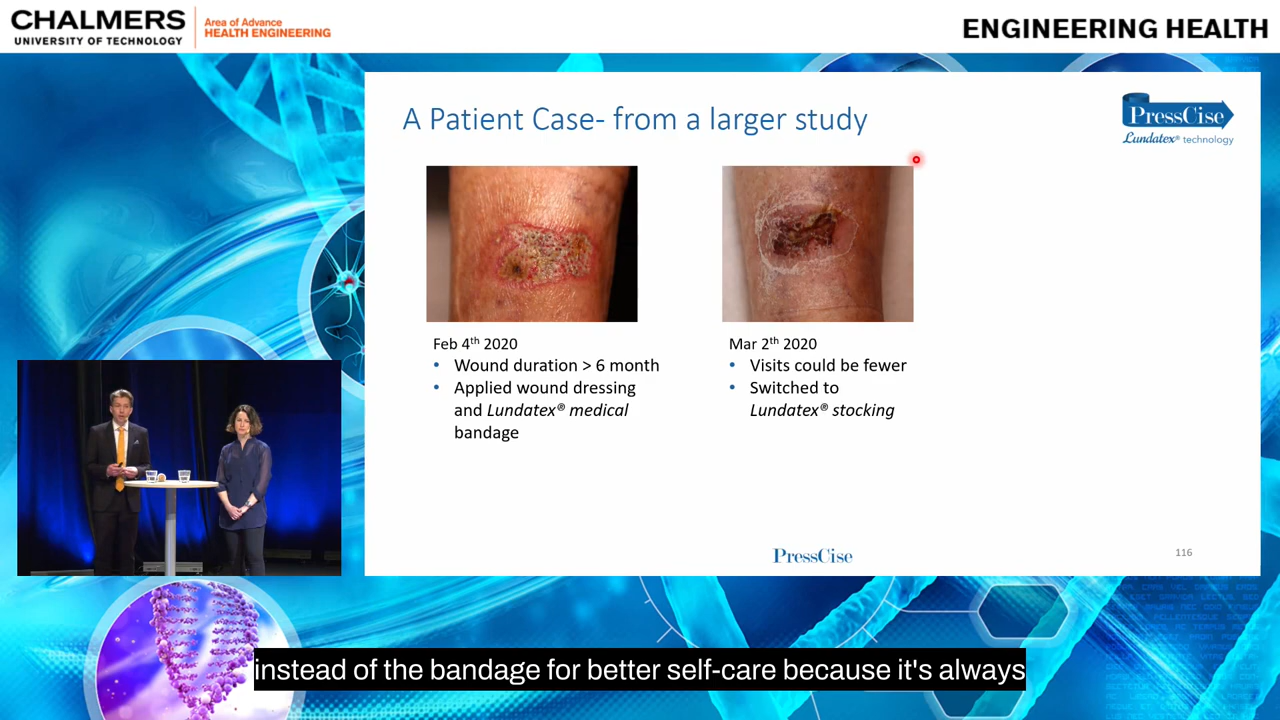 CHALMERS
UNIVERSITY OF TECHNOLOGY
Area of Advance
HEALTH ENGINEERING
ENGINEERING HEALTH
A Patient Case- from a larger study
PressCise
Lundatex® technology
Feb 4th 2020
• Wound duration > 6 month
• Applied wound dressing
and Lundatex® medical
bandage
Mar 2th 2020
• Visits could be fewer
• Switched to
Lundatex® stocking
PressCise
116
instead of the bandage for better self-care because it's always